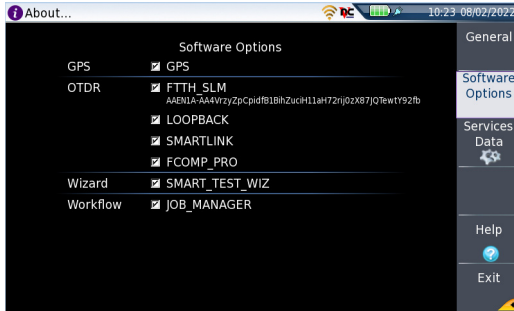 About...
10:23 08/02/2022
Software Options
GPS GPS
OTDR FTTH_SLM
AAEN1A-AA4VrzyZpCpidfB1BihZuciH11aH72rij0zX87JQTewtY92fb
LOOPBACK
SMARTLINK
FCOMP_PRO
Wizard SMART_TEST_WIZ
Workflow JOB_MANAGER
General
Software
Options
Services
Data
Help
Exit